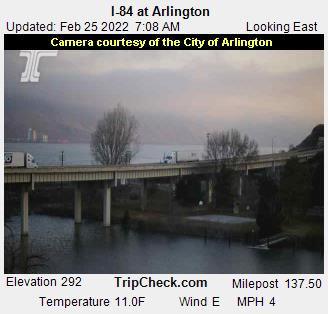 I-84 at Arlington
Updated: Feb 25 2022 7:08 AM Looking East
Camera courtesy of the City of Arlington
Elevation 292 TripCheck.com Milepost 137.50
Temperature 11.0F Wind E MPH 4